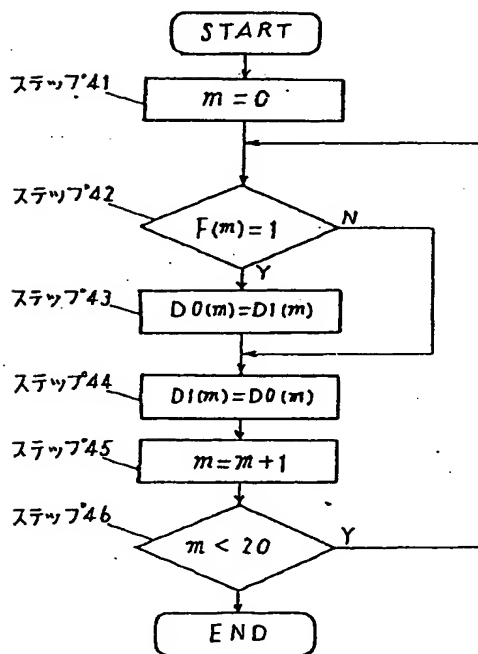 START
ステップ41
m = 0
ステップ42
F(m) = 1
N
Y
ステップ43
D0(m)=D1(m)
ステップ44
D1(m)=D0(m)
ステップ45
m=m+1
ステップ46
m < 20
Y
END